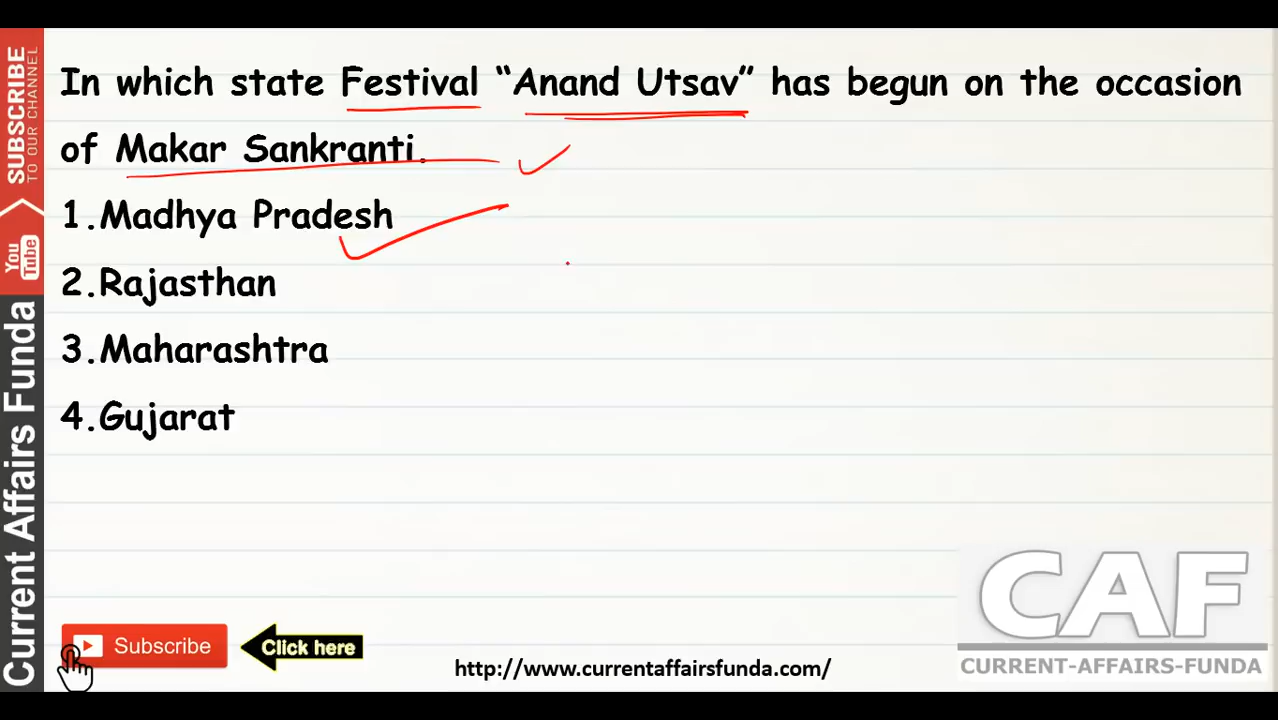 In which state Festival “Anand Utsav” has begun on the occasion
of Makar Sankranti.
1.Madhya Pradesh
2.Rajasthan
3.Maharashtra
4.Gujarat
SUBSCRIBE
TO OUR CHANNEL
You
Tube
Current Affairs Funda
Subscribe
Click here
http://www.currentaffairsfunda.com/
CAF
CURRENT-AFFAIRS-FUNDA